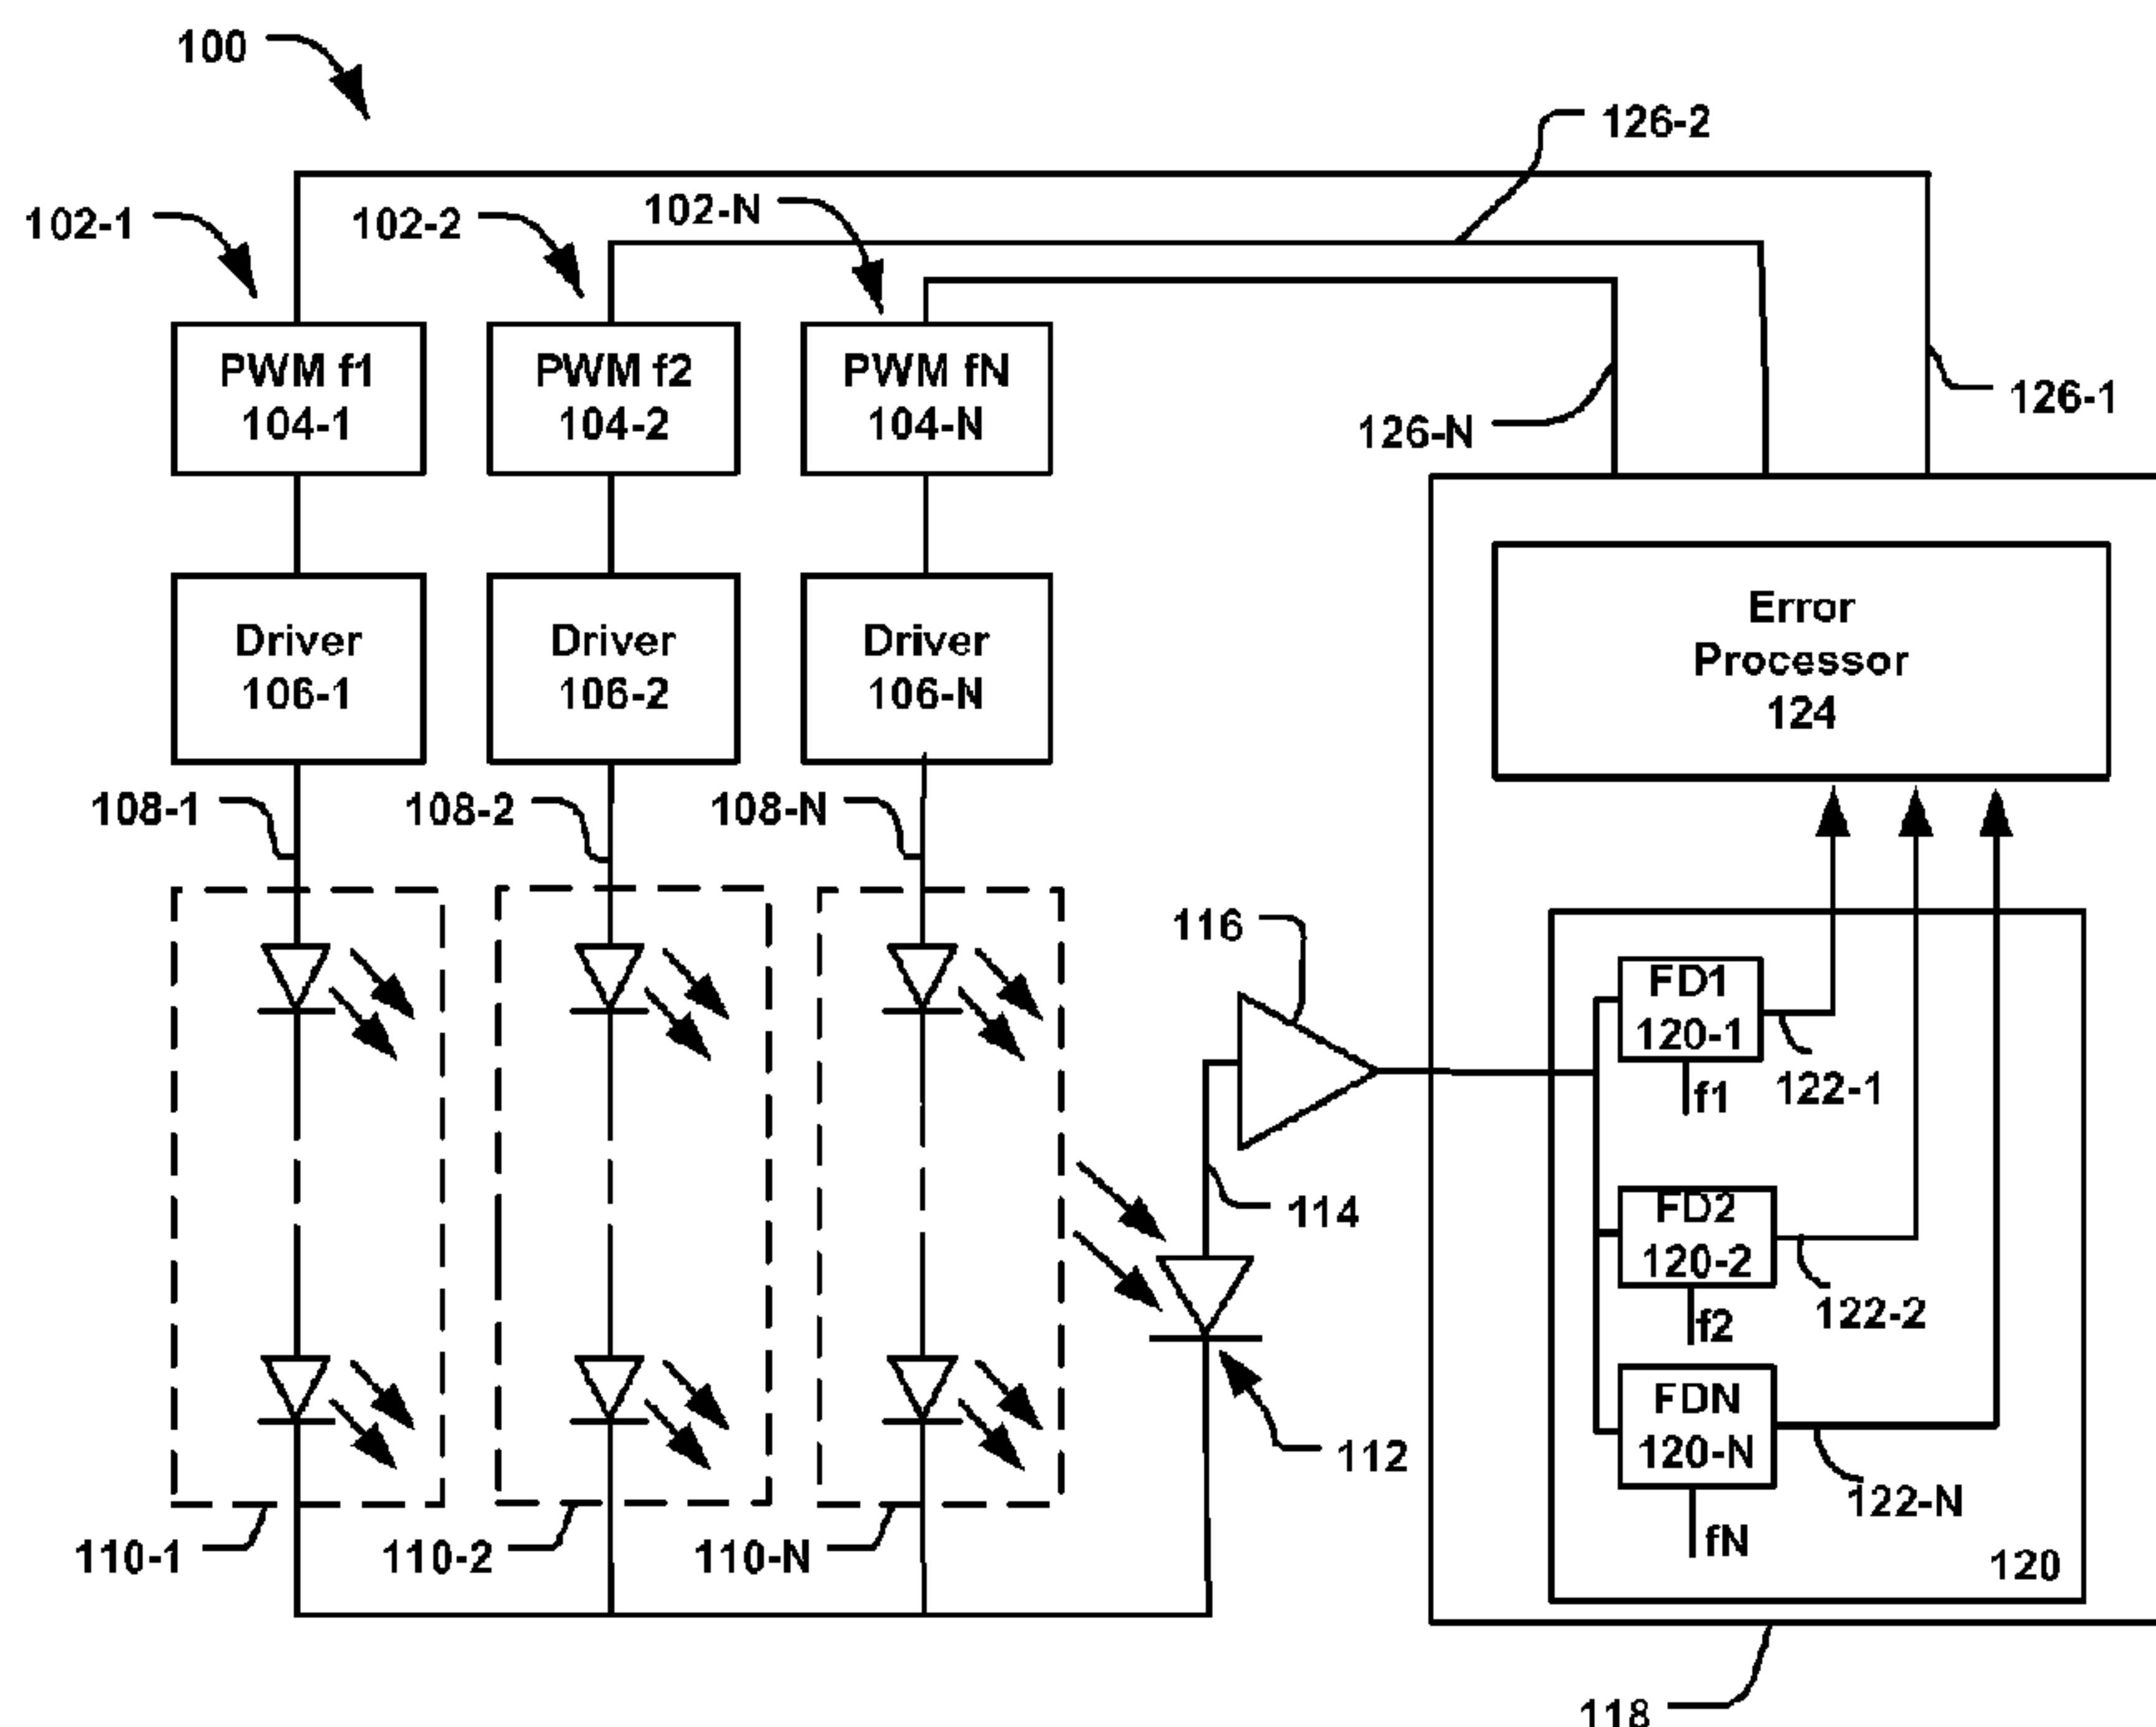 100
126-2
102-1
102-2
102-N
PWM f1
104-1
PWM f2
104-2
PWM fN
104-N
126-1
126-N
Driver
106-1
Driver
106-2
Driver
106-N
Error
Processor
124
108-1
108-2
108-N
116
FD1
120-1
f1
122-1
114
FD2
120-2
f2
122-2
FDN
120-N
fN
122-N
112
110-1
110-2
110-N
120
118